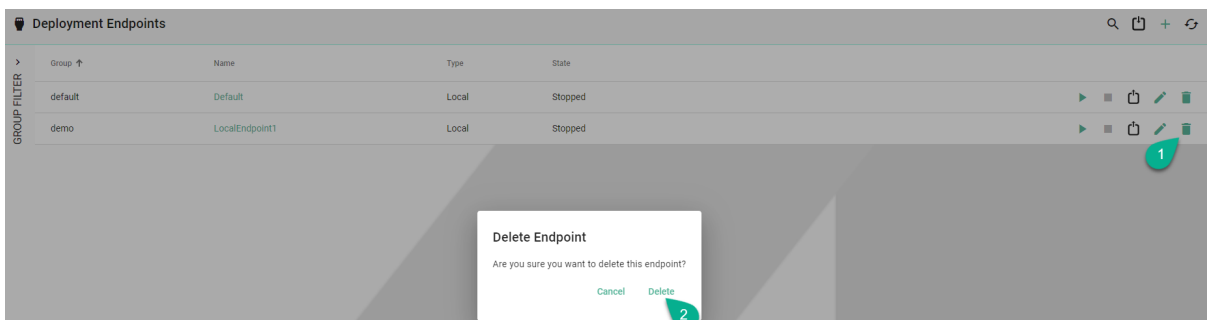 Deployment Endpoints
GROUP FILTER
Group Name Type State
default Default Local Stopped
demo LocalEndpoint1 Local Stopped
1
Delete Endpoint
Are you sure you want to delete this endpoint?
Cancel Delete
2